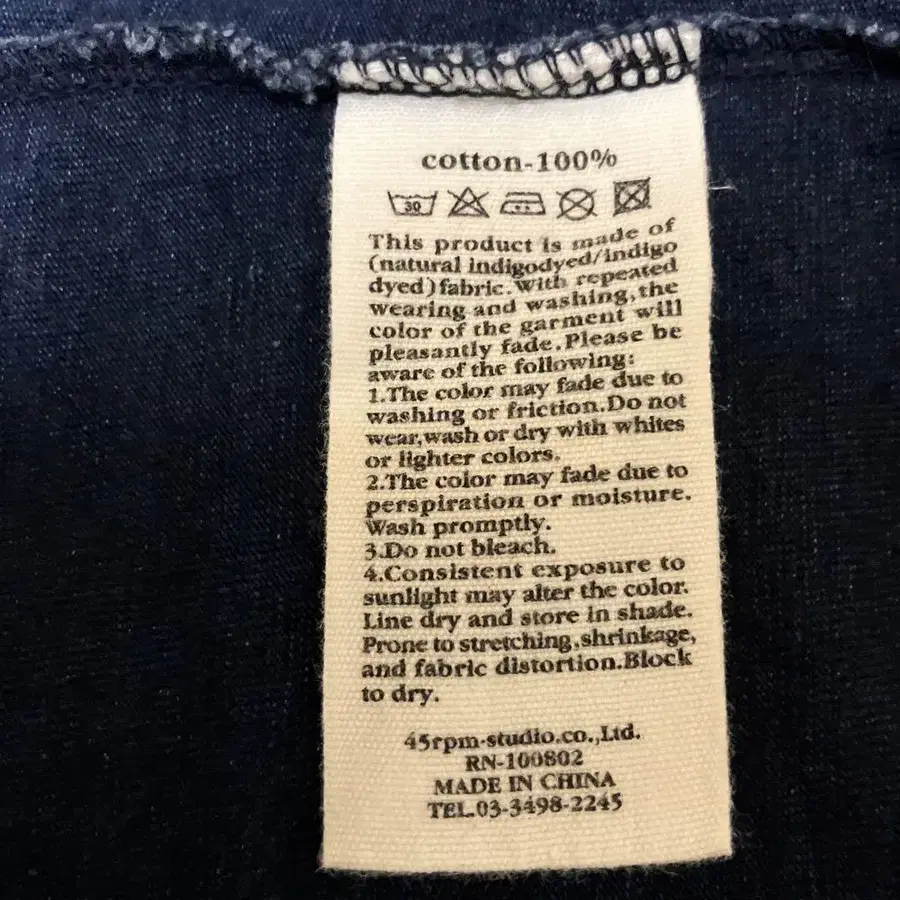 cotton-100%
30
This product is made of
(natural indigodyed/indigo
dyed)fabric.With repeated
wearing and washing,the
color of the garment will
pleasantly fade.Please be
aware of the following:
1.The color may fade due to
washing or friction.Do not
wear,wash or dry with whites
or lighter colors.
2.The color may fade due to
perspiration or moisture.
Wash promptly.
3.Do not bleach.
4.Consistent exposure to
sunlight may alter the color.
Line dry and store in shade.
Prone to stretching,shrinkage,
and fabric distortion.Block
to dry.
45rpm-studio.co.,Ltd.
RN-100802
MADE IN CHINA
TEL.03-3498-2245